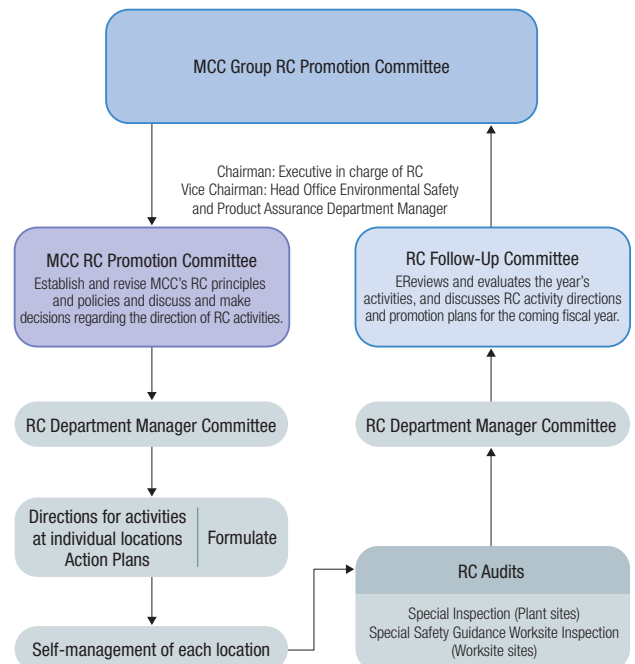 MCC Group RC Promotion Committee
Chairman: Executive in charge of RC
Vice Chairman: Head Office Environmental Safety
and Product Assurance Department Manager
MCC RC Promotion Committee
Establish and revise MCC's RC principles
and policies and discuss and make
decisions regarding the direction of RC activities.
RC Follow-Up Committee
EReviews and evaluates the year's
activities, and discusses RC activity directions
and promotion plans for the coming fiscal year.
RC Department Manager Committee
RC Department Manager Committee
Directions for activities
at individual locations
Action Plans
Formulate
Self-management of each location
RC Audits
Special Inspection (Plant sites)
Special Safety Guidance Worksite Inspection
(Worksite sites)